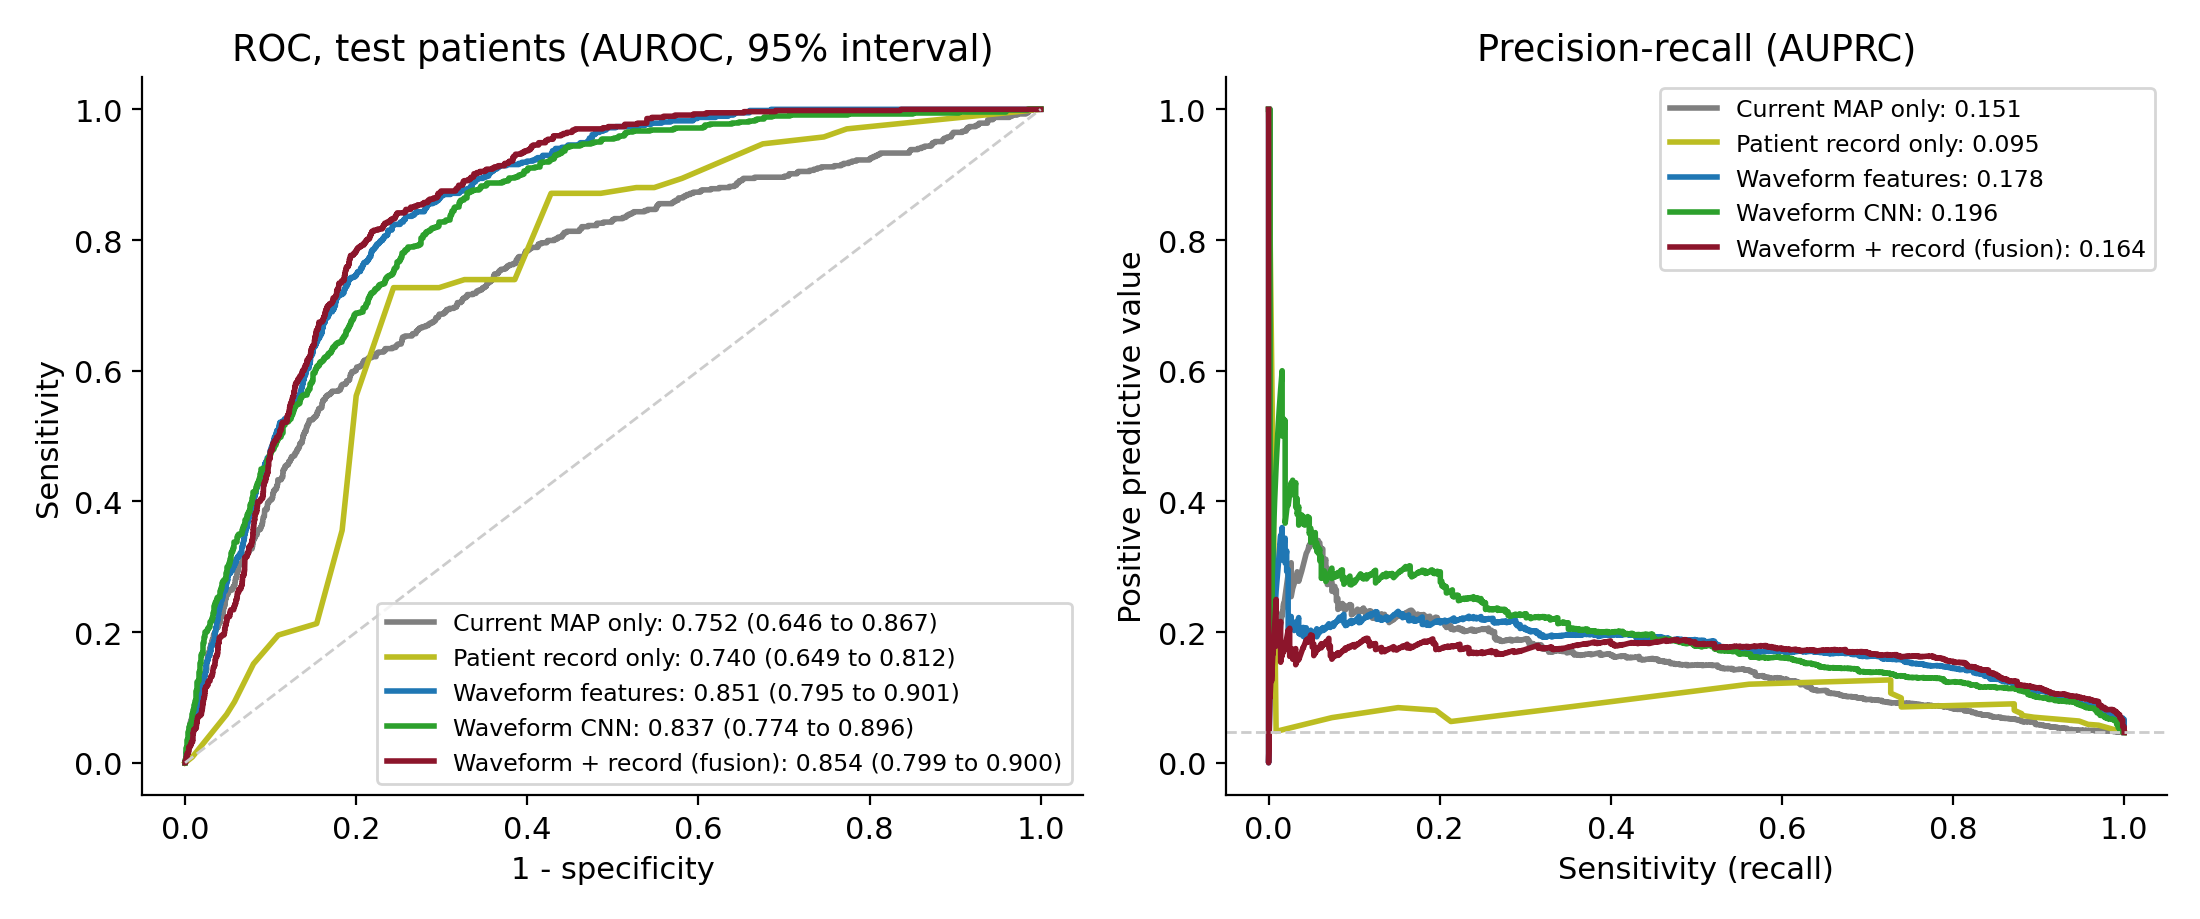 ROC, test patients (AUROC, 95% interval)
1.0
0.8
0.6
0.4
0.2
0.0
Sensitivity
0.0 0.2 0.4 0.6 0.8 1.0
1 - specificity
Current MAP only: 0.752 (0.646 to 0.867)
Patient record only: 0.740 (0.649 to 0.812)
Waveform features: 0.851 (0.795 to 0.901)
Waveform CNN: 0.837 (0.774 to 0.896)
Waveform + record (fusion): 0.854 (0.799 to 0.900)
Precision-recall (AUPRC)
1.0
0.8
0.6
0.4
0.2
0.0
Positive predictive value
0.0 0.2 0.4 0.6 0.8 1.0
Sensitivity (recall)
Current MAP only: 0.151
Patient record only: 0.095
Waveform features: 0.178
Waveform CNN: 0.196
Waveform + record (fusion): 0.164